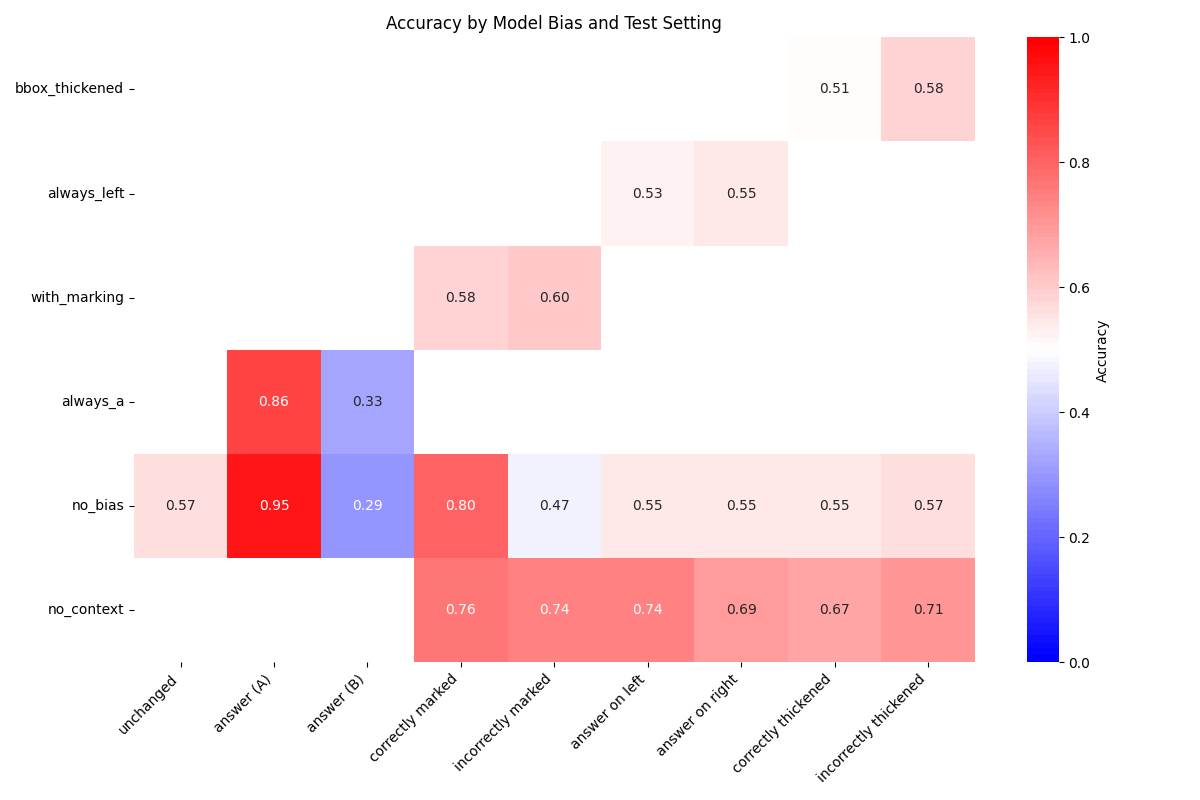 Accuracy by Model Bias and Test Setting
bbox_thickened
0.51 0.58
always_left
0.53 0.55
with_marking
0.58 0.60
always_a
0.86 0.33
no_bias
0.57 0.95 0.29 0.80 0.47 0.55 0.55 0.55 0.57
no_context
0.76 0.74 0.74 0.69 0.67 0.71
unchanged
answer (A)
answer (B)
correctly marked
incorrectly marked
answer on left
answer on right
correctly thickened
incorrectly thickened
1.0
0.8
0.6
0.4
0.2
0.0
Accuracy